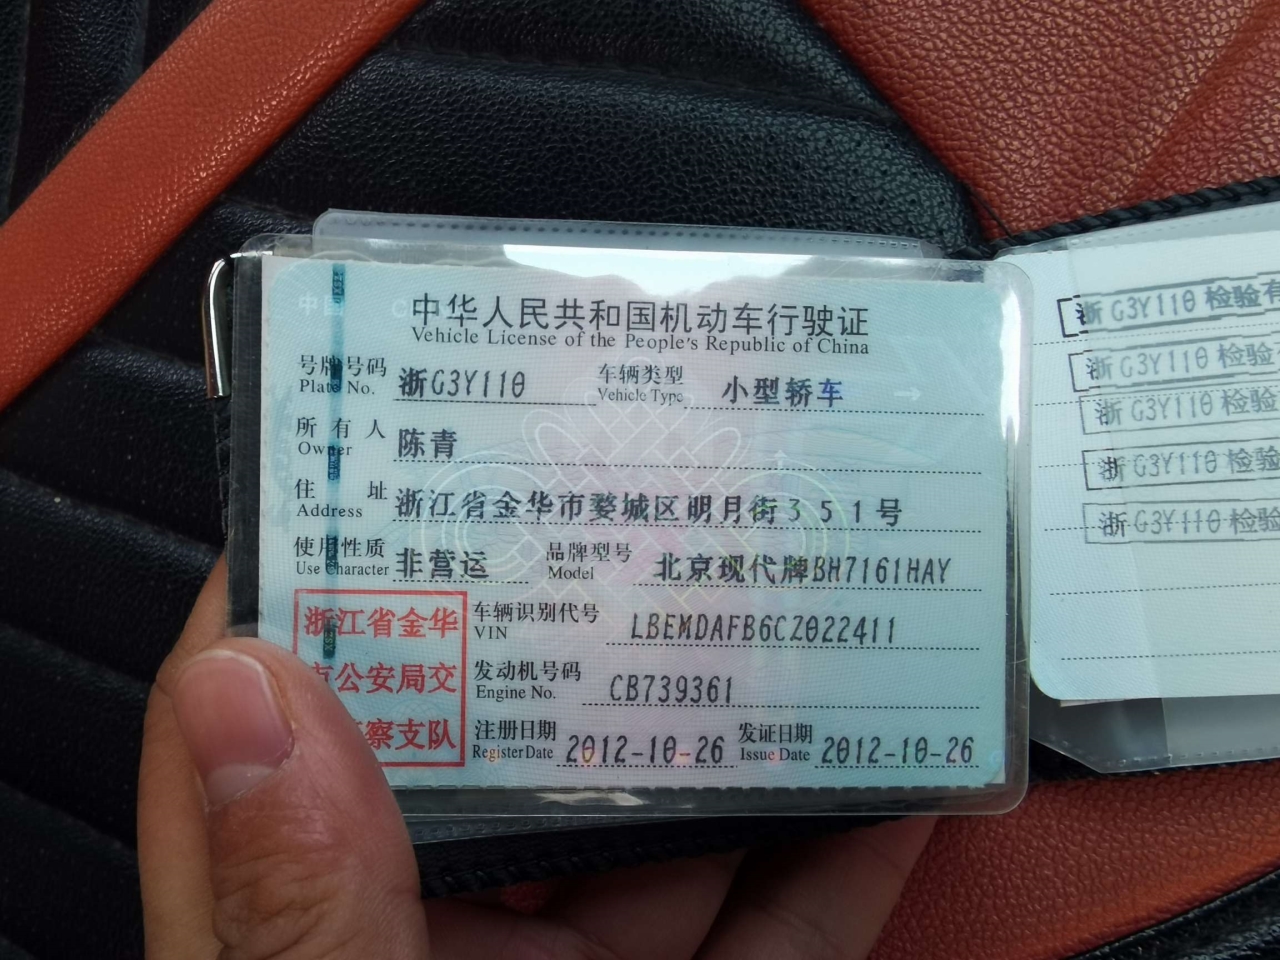 中华人民共和国机动车行驶证
Vehicle License of the People's Republic of China
号牌号码 浙G3Y110 车辆类型 小型轿车
Plate No. Vehicle Type
所有人 陈青
Owner
住址 浙江省金华市婺城区明月街351号
Address
使用性质 非营运 品牌型号 北京现代牌BH7161HAY
Use Character Model
浙江省金华
公安局交
察支队
车辆识别代号 LBEMDAFB6CZ022411
VIN
发动机号码 CB739361
Engine No.
注册日期 2012-10-26 发证日期 2012-10-26
Register Date Issue Date
浙G3Y110检验有
浙G3Y110检验
浙G3Y110检验
浙G3Y110检验
浙G3Y110检验